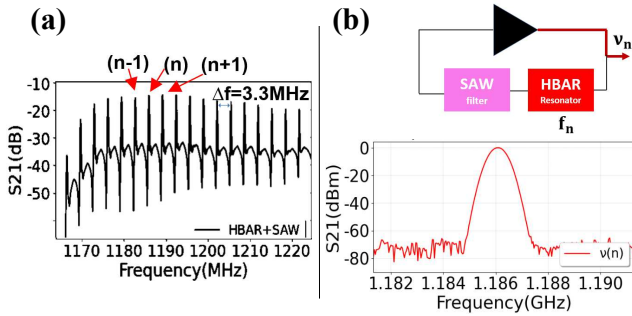 (a)
(n-1) (n) (n+1)
-10
Δf=3.3MHz
-20
-30
-40
-50
S21(dB)
HBAR+SAW
1170 1180 1190 1200 1210 1220
Frequency(MHz)
(b)
νₙ
SAW
filter
HBAR
Resonator
fₙ
0
-20
-40
-60
-80
S21(dBm)
ν(n)
1.182 1.184 1.186 1.188 1.190
Frequency(GHz)